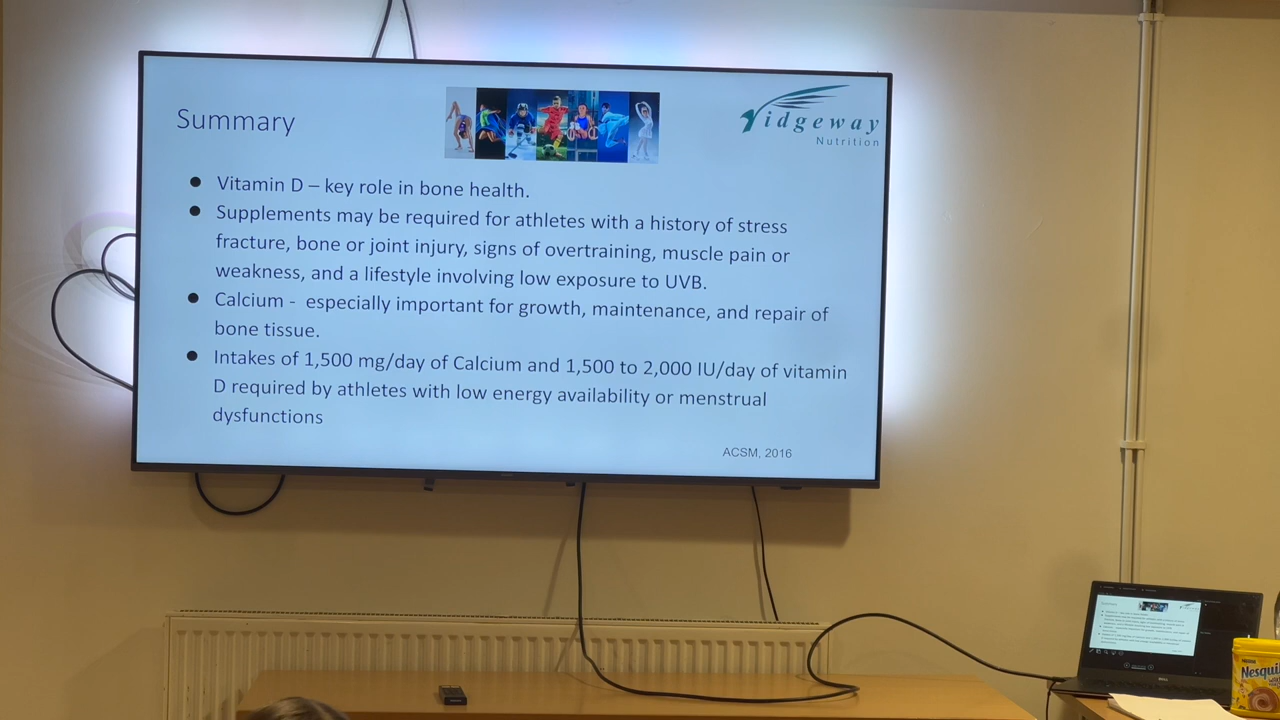 Summary
Ridgeway
Nutrition
● Vitamin D – key role in bone health.
● Supplements may be required for athletes with a history of stress
fracture, bone or joint injury, signs of overtraining, muscle pain or
weakness, and a lifestyle involving low exposure to UVB.
● Calcium - especially important for growth, maintenance, and repair of
bone tissue.
● Intakes of 1,500 mg/day of Calcium and 1,500 to 2,000 IU/day of vitamin
D required by athletes with low energy availability or menstrual
dysfunctions
ACSM, 2016
DELL